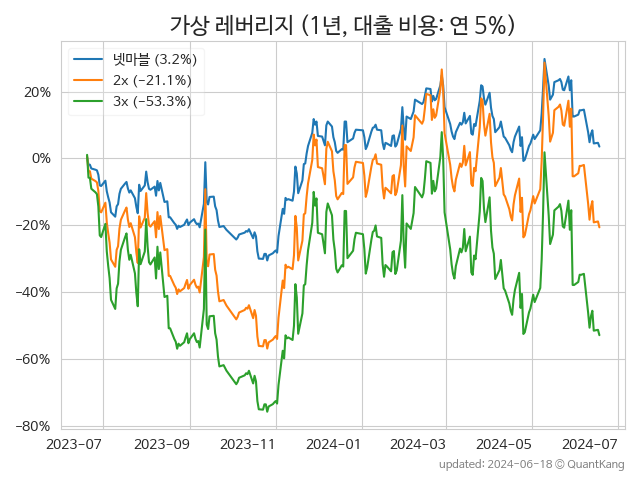 가상 레버리지 (1년, 대출 비용: 연 5%)
넷마블 (3.2%)
2x (−21.1%)
3x (−53.3%)
20%
0%
−20%
−40%
−60%
−80%
2023-07 2023-09 2023-11 2024-01 2024-03 2024-05 2024-07
updated: 2024-06-18 ⓒ QuantKang